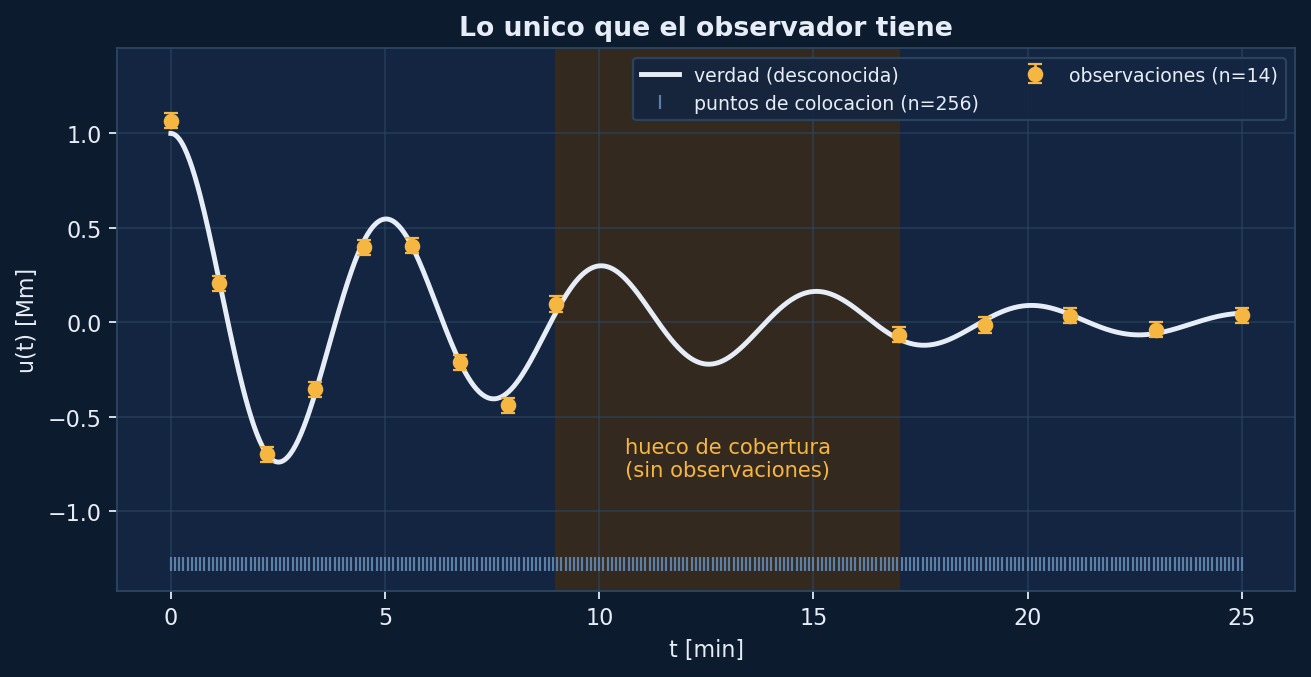 Lo unico que el observador tiene
verdad (desconocida)
puntos de colocacion (n=256)
observaciones (n=14)
1.0
0.5
0.0
−0.5
−1.0
u(t) [Mm]
hueco de cobertura
(sin observaciones)
0 5 10 15 20 25
t [min]